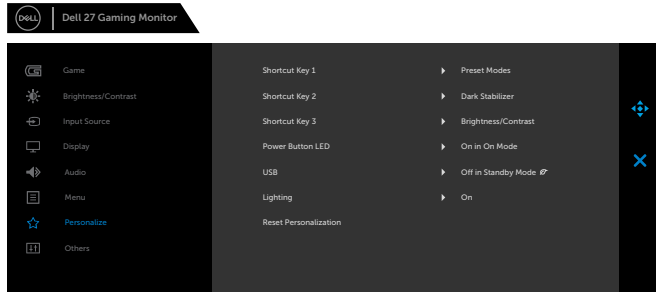 DELL Dell 27 Gaming Monitor
Game
Brightness/Contrast
Input Source
Display
Audio
Menu
Personalize
Others
Shortcut Key 1 Preset Modes
Shortcut Key 2 Dark Stabilizer
Shortcut Key 3 Brightness/Contrast
Power Button LED On in On Mode
USB Off in Standby Mode
Lighting On
Reset Personalization